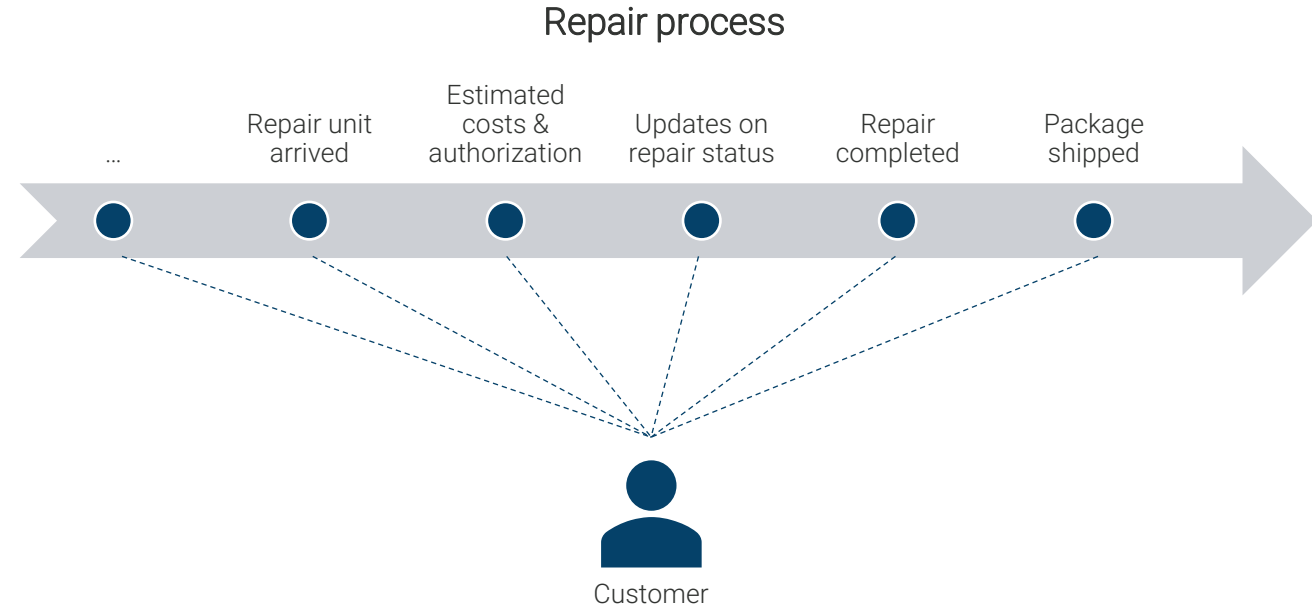 Repair process
...
Repair unit
arrived
Estimated
costs &
authorization
Updates on
repair status
Repair
completed
Package
shipped
Customer